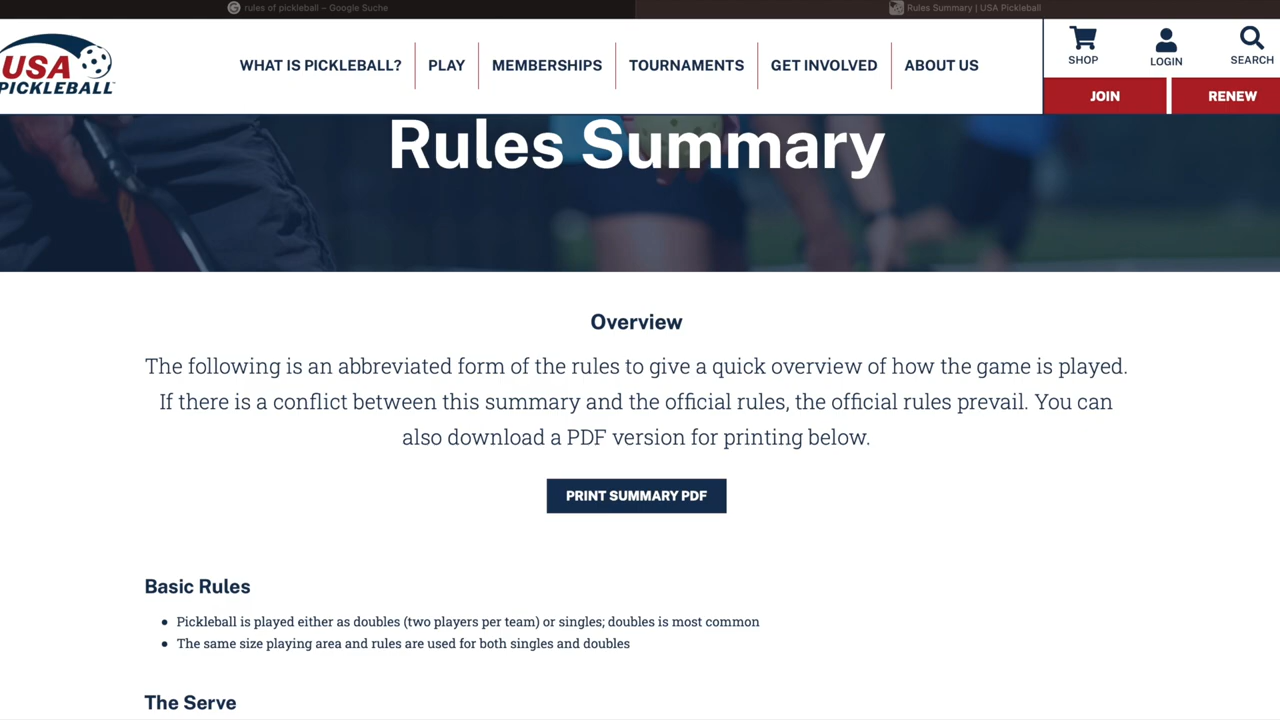 rules of pickleball – Google Suche
Rules Summary | USA Pickleball
USA
PICKLEBALL
WHAT IS PICKLEBALL?
PLAY
MEMBERSHIPS
TOURNAMENTS
GET INVOLVED
ABOUT US
SHOP
LOGIN
SEARCH
JOIN
RENEW
Rules Summary
Overview
The following is an abbreviated form of the rules to give a quick overview of how the game is played.
If there is a conflict between this summary and the official rules, the official rules prevail. You can
also download a PDF version for printing below.
PRINT SUMMARY PDF
Basic Rules
• Pickleball is played either as doubles (two players per team) or singles; doubles is most common
• The same size playing area and rules are used for both singles and doubles
The Serve